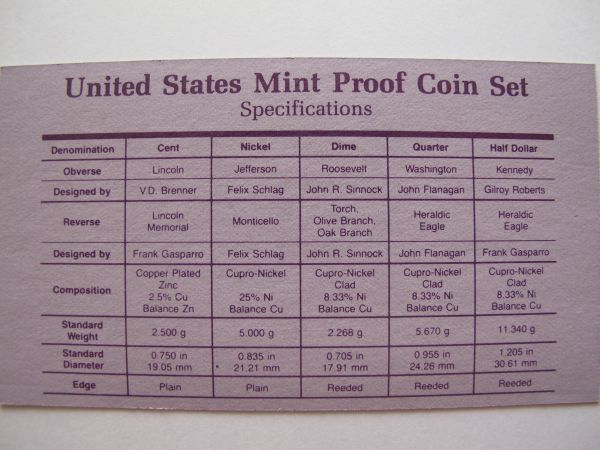 United States Mint Proof Coin Set
Specifications
Denomination Cent Nickel Dime Quarter Half Dollar
Obverse Lincoln Jefferson Roosevelt Washington Kennedy
Designed by V.D. Brenner Felix Schlag John R. Sinnock John Flanagan Gilroy Roberts
Reverse Lincoln Memorial Monticello Torch, Olive Branch, Oak Branch Heraldic Eagle Heraldic Eagle
Designed by Frank Gasparro Felix Schlag John R. Sinnock John Flanagan Frank Gasparro
Composition Copper Plated Zinc 2.5% Cu Balance Zn Cupro-Nickel 25% Ni Balance Cu Cupro-Nickel Clad 8.33% Ni Balance Cu Cupro-Nickel Clad 8.33% Ni Balance Cu Cupro-Nickel Clad 8.33% Ni Balance Cu
Standard Weight 2.500 g 5.000 g 2.268 g 5.670 g 11.340 g
Standard Diameter 0.750 in 19.05 mm 0.835 in 21.21 mm 0.705 in 17.91 mm 0.955 in 24.26 mm 1.205 in 30.61 mm
Edge Plain Plain Reeded Reeded Reeded